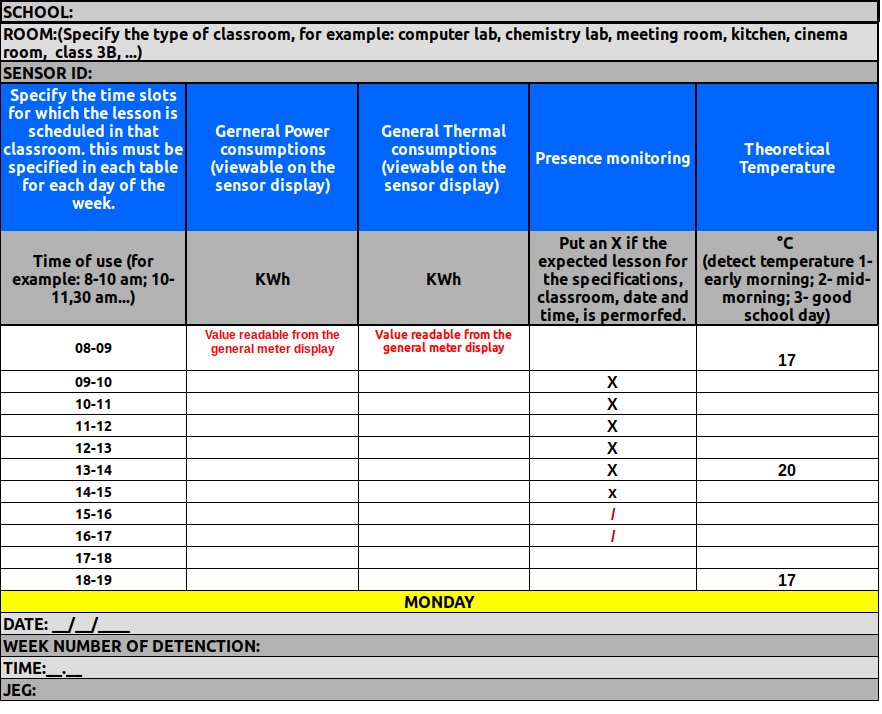 SCHOOL:
ROOM:(Specify the type of classroom, for example: computer lab, chemistry lab, meeting room, kitchen, cinema
room,  class 3B, ...)
SENSOR ID:
Specify the time slots
for which the lesson is
scheduled in that
classroom. this must be
specified in each table
for each day of the
week.
Gerneral Power
consumptions
(viewable on the
sensor display)
General Thermal
consumptions
(viewable on the
sensor display)
Presence monitoring
Theoretical
Temperature
Time of use (for
example: 8-10 am; 10-
11,30 am...)
KWh
KWh
Put an X if the
expected lesson for
the specifications,
classroom, date and
time, is permorfed.
°C
(detect temperature 1-
early morning; 2- mid-
morning; 3- good
school day)
08-09
Value readable from the
general meter display
Value readable from the
general meter display
17
09-10 X
10-11 X
11-12 X
12-13 X
13-14 X 20
14-15 x
15-16 /
16-17 /
17-18
18-19 17
MONDAY
DATE: __/__/____
WEEK NUMBER OF DETENCTION:
TIME:__.__
JEG: